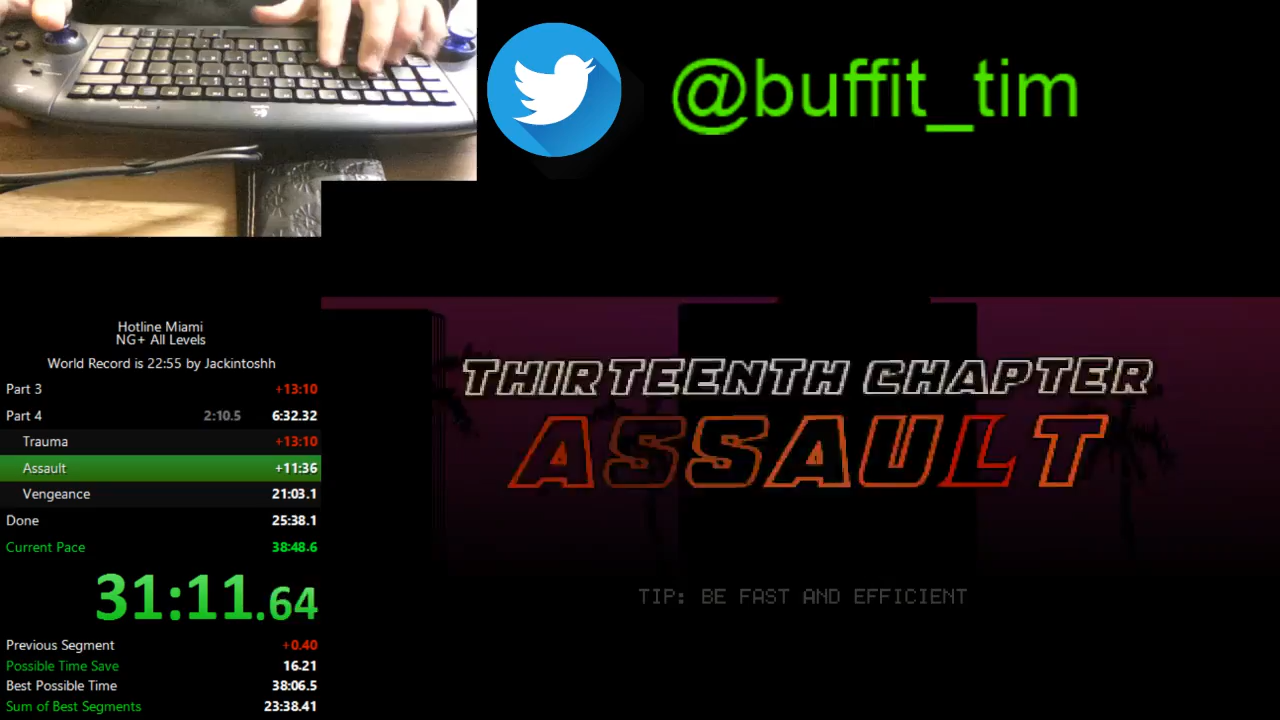 @buffit_tim
Hotline Miami
NG+ All Levels
World Record is 22:55 by Jackintoshh
Part 3 +13:10
Part 4 2:10.5 6:32.32
Trauma +13:10
Assault +11:36
Vengeance 21:03.1
Done 25:38.1
Current Pace 38:48.6
31:11.64
Previous Segment +0.40
Possible Time Save 16.21
Best Possible Time 38:06.5
Sum of Best Segments 23:38.41
THIRTEENTH CHAPTER
ASSAULT
TIP: BE FAST AND EFFICIENT